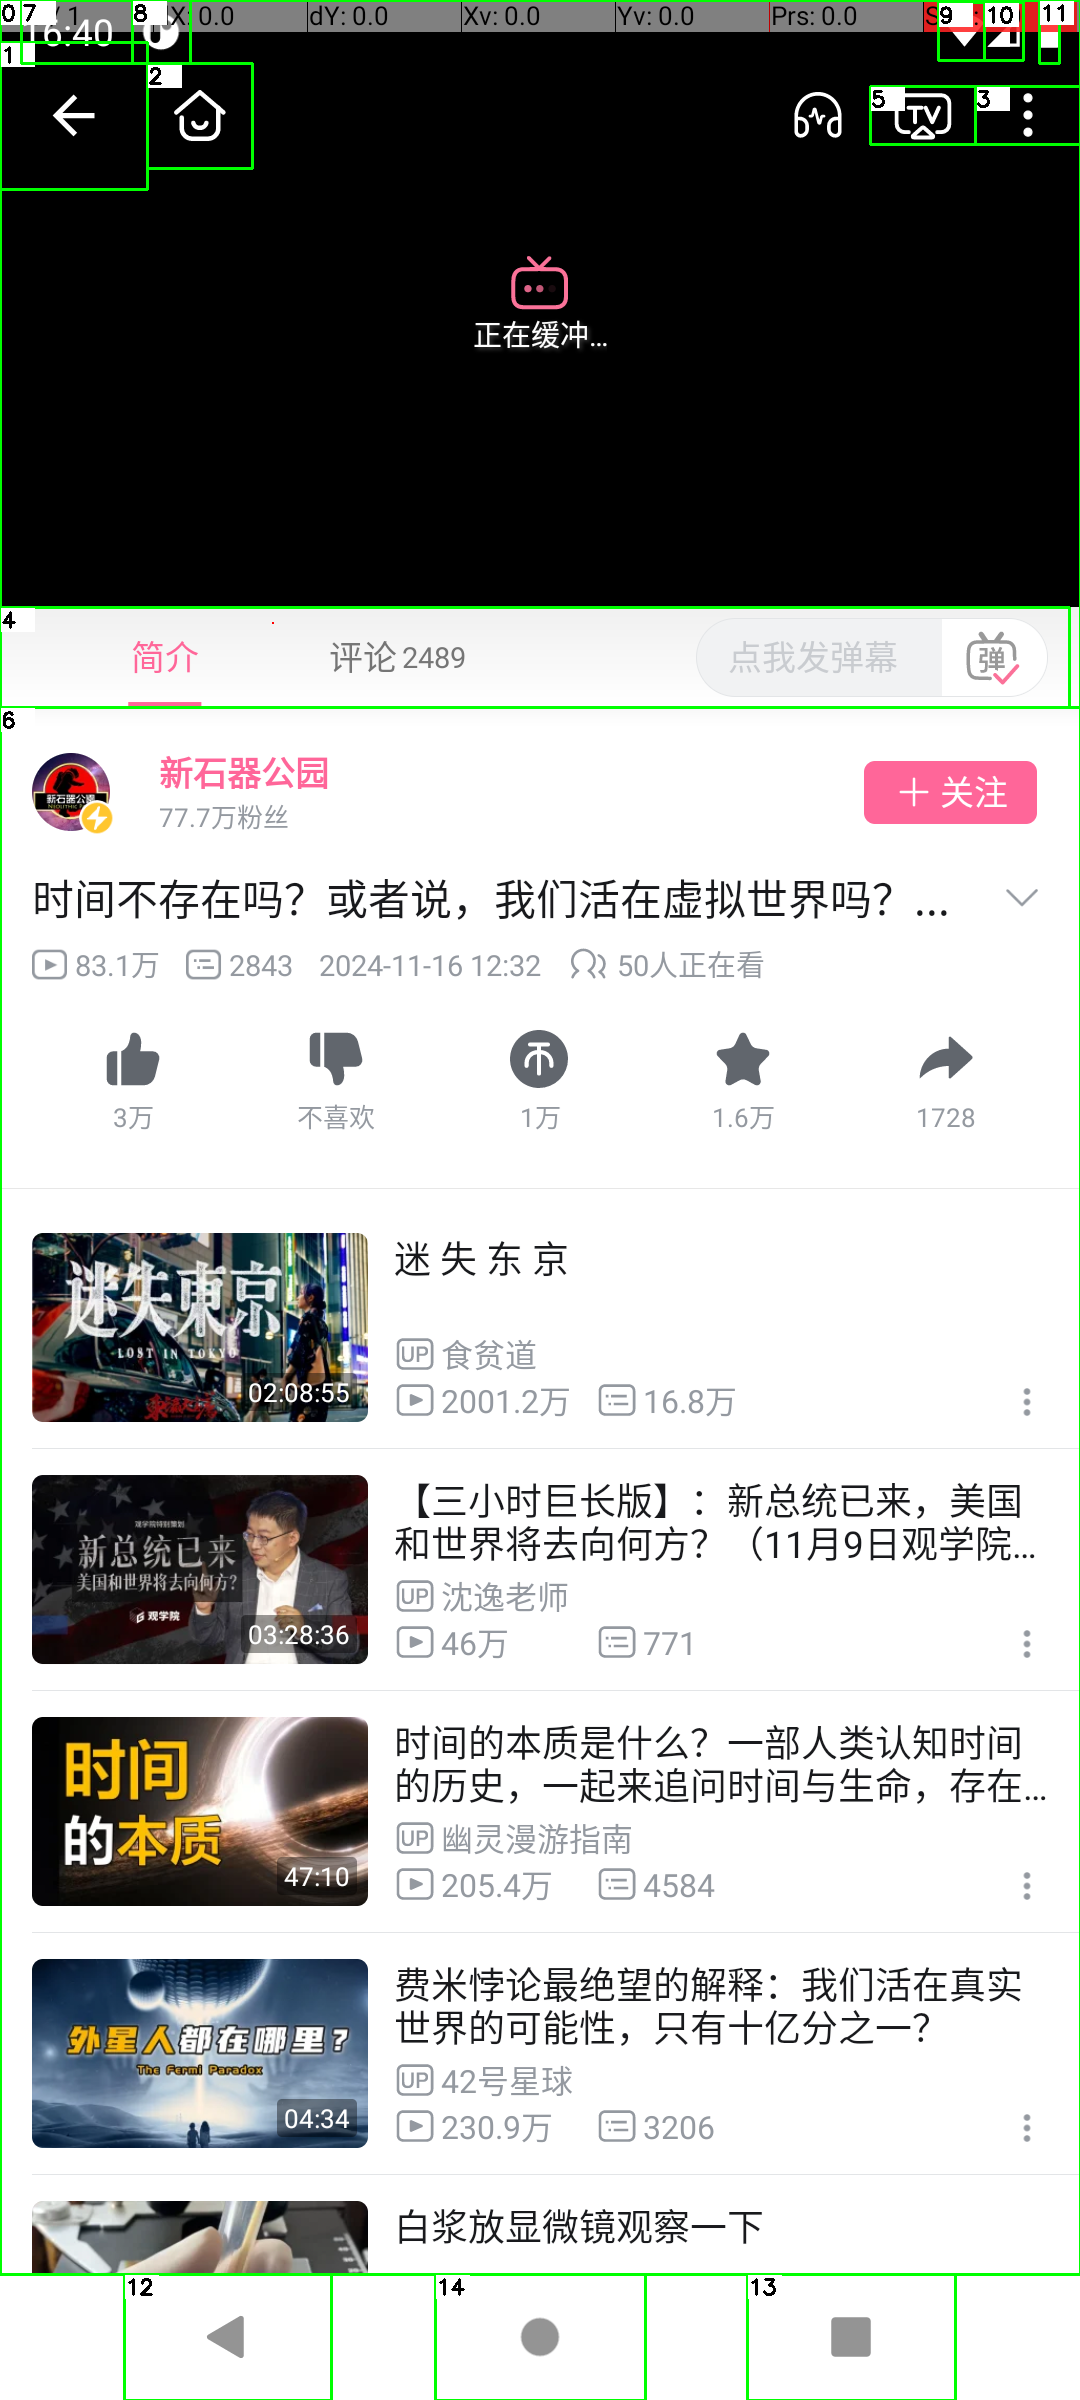 16:40
X: 0.0 dY: 0.0 Xv: 0.0 Yv: 0.0 Prs: 0.0
0 7 8 9 10 11
1
2
5 TV 3
正在缓冲...
4
简介 评论 2489 点我发弹幕 弹
6
新石器公园
新石器公園
77.7万粉丝
+ 关注
时间不存在吗？或者说，我们活在虚拟世界吗？...
83.1万 2843 2024-11-16 12:32 50人正在看
3万 不喜欢 1万 1.6万 1728
迷失東京
LOST IN TOKYO
02:08:55
迷 失 东 京
UP 食贫道
2001.2万 16.8万
观学院特别策划
新总统已来
美国和世界将去向何方?
观学院
03:28:36
【三小时巨长版】：新总统已来，美国
和世界将去向何方？（11月9日观学院...
UP 沈逸老师
46万 771
时间
的本质
47:10
时间的本质是什么？一部人类认知时间
的历史，一起来追问时间与生命，存在...
UP 幽灵漫游指南
205.4万 4584
外星人都在哪里？
The Fermi Paradox
04:34
费米悖论最绝望的解释：我们活在真实
世界的可能性，只有十亿分之一？
UP 42号星球
230.9万 3206
白浆放显微镜观察一下
12 14 13